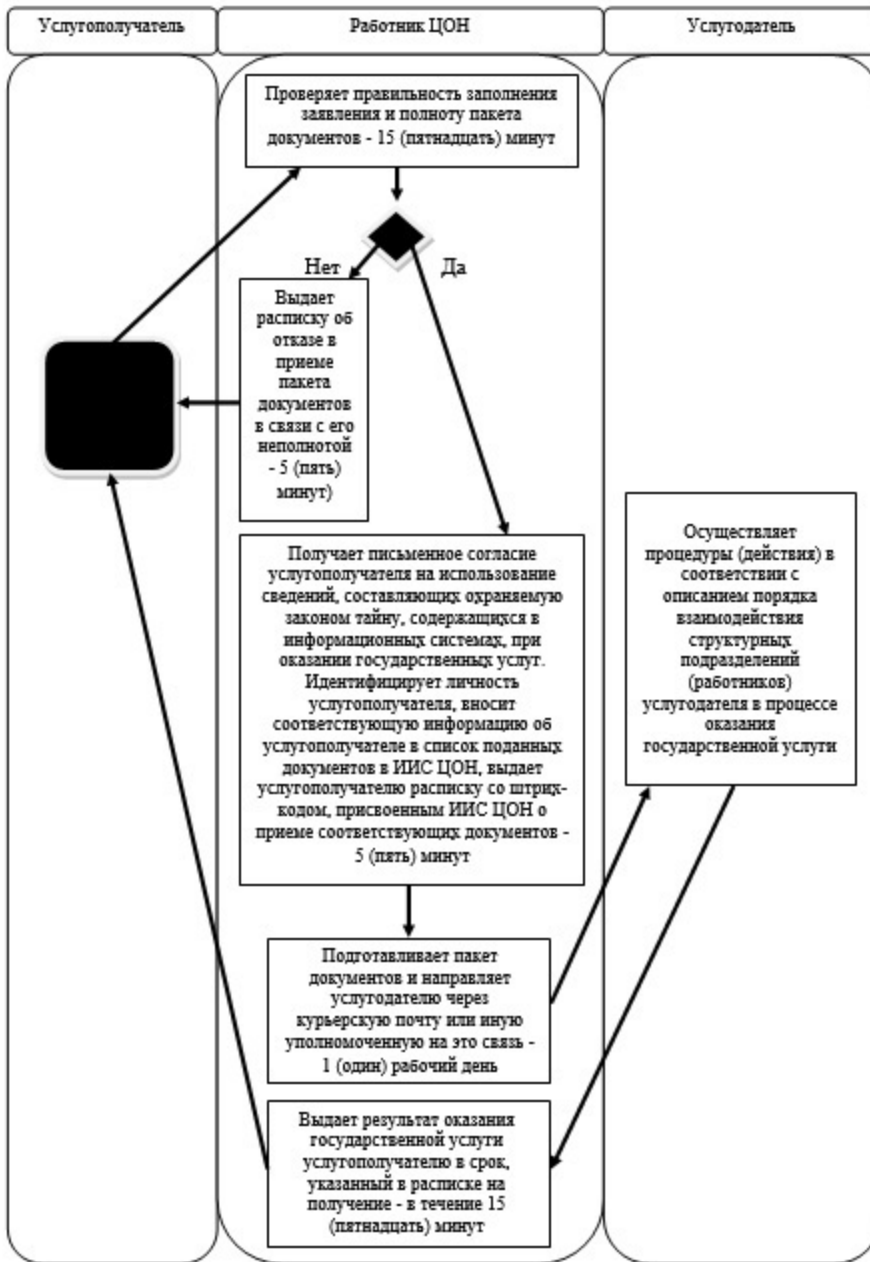 Услугополучатель
Работник ЦОН
Услугодатель
Проверяет правильность заполнения
заявления и полноту пакета
документов - 15 (пятнадцать) минут
Нет
Да
Выдает
расписку об
отказе в
приеме
пакета
документов
в связи с его
неполнотой
- 5 (пять)
минут)
Получает письменное согласие
услугополучателя на использование
сведений, составляющих охраняемую
законом тайну, содержащихся в
информационных системах, при
оказании государственных услуг.
Идентифицирует личность
услугополучателя, вносит
соответствующую информацию об
услугополучателе в список поданных
документов в ИИС ЦОН, выдает
услугополучателю расписку со штрих-
кодом, присвоенным ИИС ЦОН о
приеме соответствующих документов -
5 (пять) минут
Осуществляет
процедуры (действия) в
соответствии с
описанием порядка
взаимодействия
структурных
подразделений
(работников)
услугодателя в процессе
оказания
государственной услуги
Подготавливает пакет
документов и направляет
услугодателю через
курьерскую почту или иную
уполномоченную на это связь -
1 (один) рабочий день
Выдает результат оказания
государственной услуги
услугополучателю в срок,
указанный в расписке на
получение - в течение 15
(пятнадцать) минут